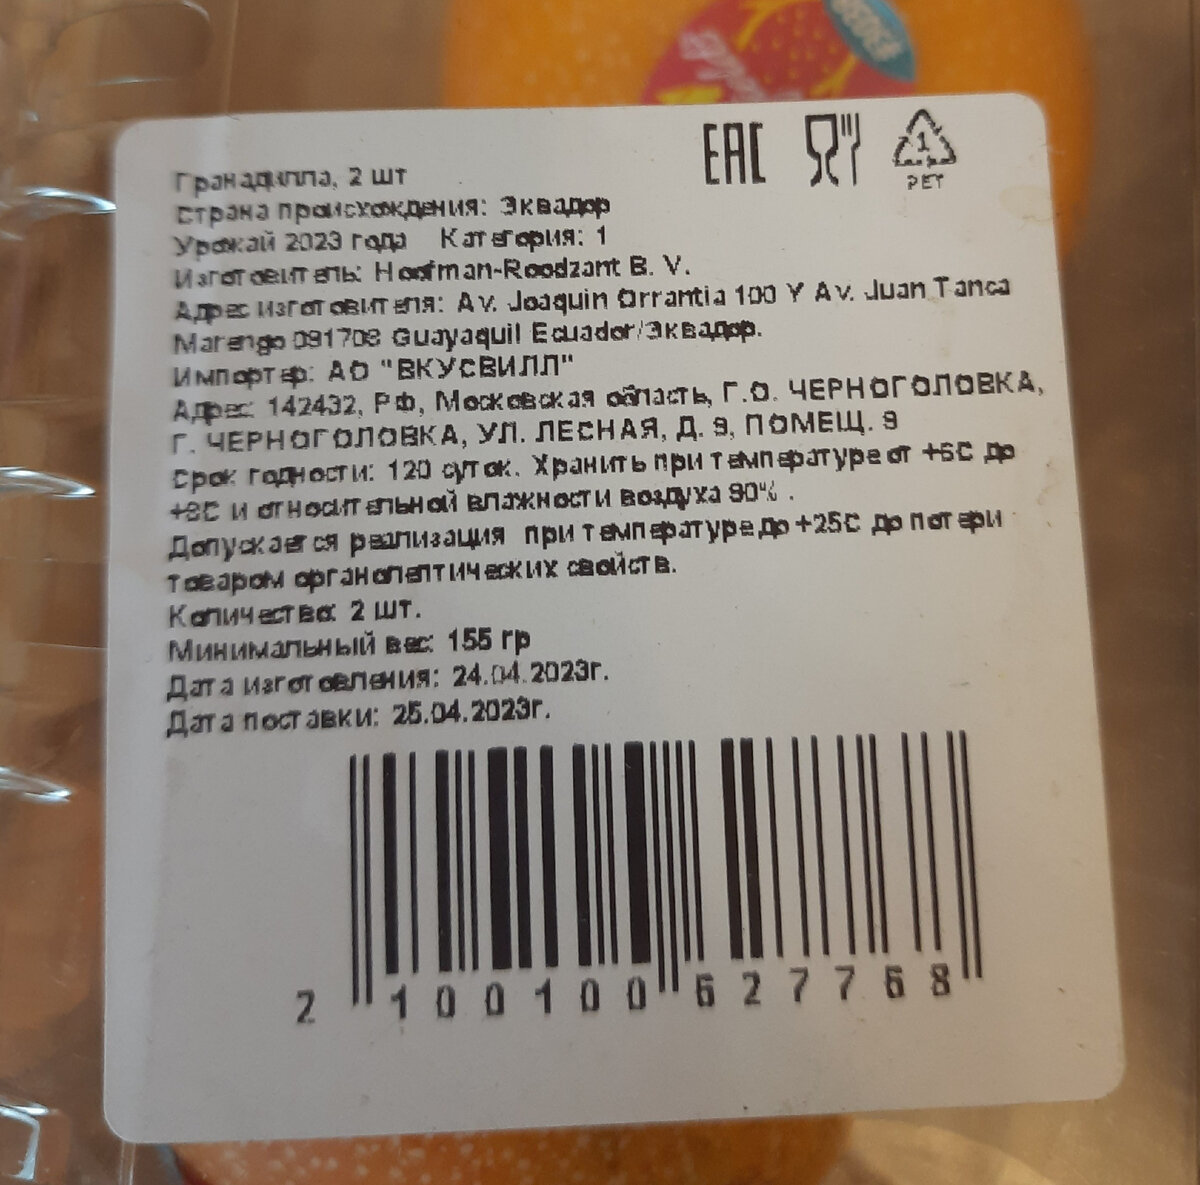 EAC
1
PET
Гранадилла, 2 шт
страна происхождения: Эквадор
Урожай 2023 года Категория: 1
Изготовитель: Hoofman-Roodzant B. V.
Адрес изготовителя: Av. Joaquin Orrantia 100 Y Av. Juan Tanca
Marengo 091708 Guayaquil Ecuador/Эквадор.
Импортер: АО "ВКУСВИЛЛ"
Адрес: 142432, РФ, Московская область, Г.О. ЧЕРНОГОЛОВКА,
Г. ЧЕРНОГОЛОВКА, УЛ. ЛЕСНАЯ, Д. 9, ПОМЕЩ. 9
Срок годности: 120 суток. Хранить при температуре от +6С до
+8С и относительной влажности воздуха 90% .
Допускается реализация при температуре до +25С до потери
товаром органолептических свойств.
Количество: 2 шт.
Минимальный вес: 155 гр
Дата изготовления: 24.04.2023г.
Дата поставки: 25.04.2023г.
2 100100 627768